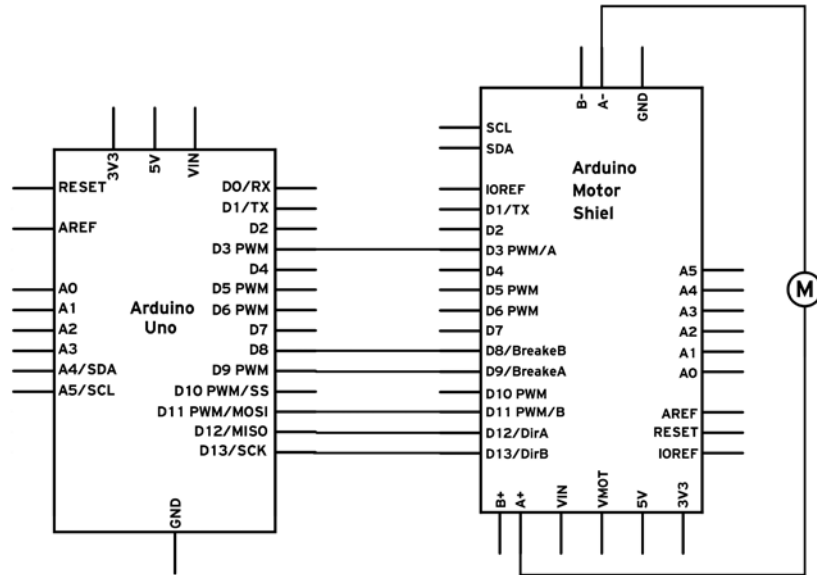 3V3
5V
VIN
RESET
AREF
A0
A1
A2
A3
A4/SDA
A5/SCL
Arduino
Uno
D0/RX
D1/TX
D2
D3 PWM
D4
D5 PWM
D6 PWM
D7
D8
D9 PWM
D10 PWM/SS
D11 PWM/MOSI
D12/MISO
D13/SCK
GND
B-
A-
GND
SCL
SDA
IOREF
D1/TX
D2
D3 PWM/A
D4
D5 PWM
D6 PWM
D7
D8/BreakeB
D9/BreakeA
D10 PWM
D11 PWM/B
D12/DirA
D13/DirB
Arduino
Motor
Shiel
A5
A4
A3
A2
A1
A0
AREF
RESET
IOREF
B+
A+
VIN
VMOT
5V
3V3
M